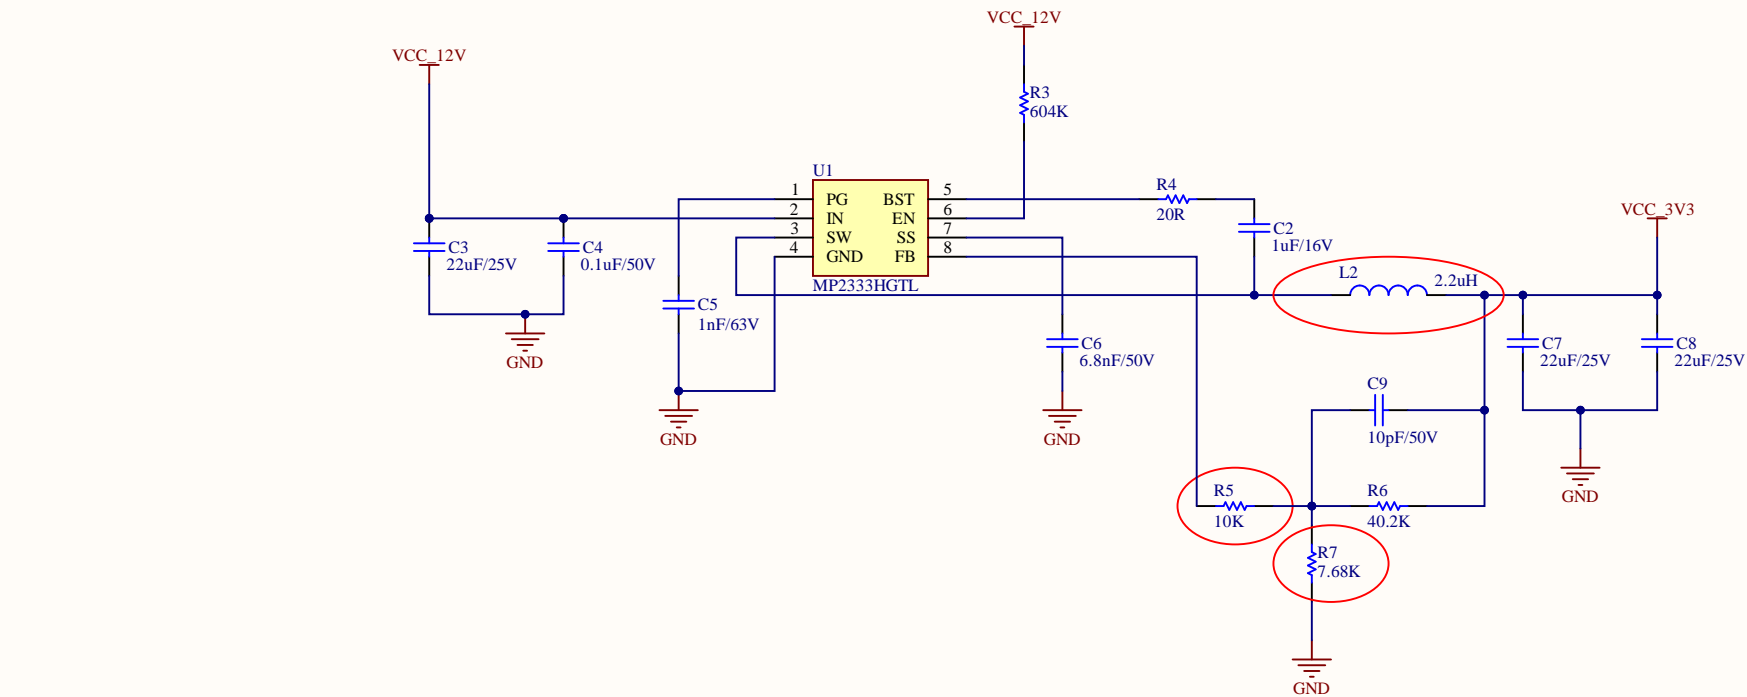 VCC_12V
VCC_12V
R3
604K
U1
1 PG BST 5
2 IN EN 6
3 SW SS 7
4 GND FB 8
MP2333HGTL
R4
20R
C2
1uF/16V
VCC_3V3
C3
22uF/25V
C4
0.1uF/50V
GND
C5
1nF/63V
GND
C6
6.8nF/50V
GND
L2
2.2uH
C7
22uF/25V
C8
22uF/25V
GND
C9
10pF/50V
R5
10K
R6
40.2K
R7
7.68K
GND